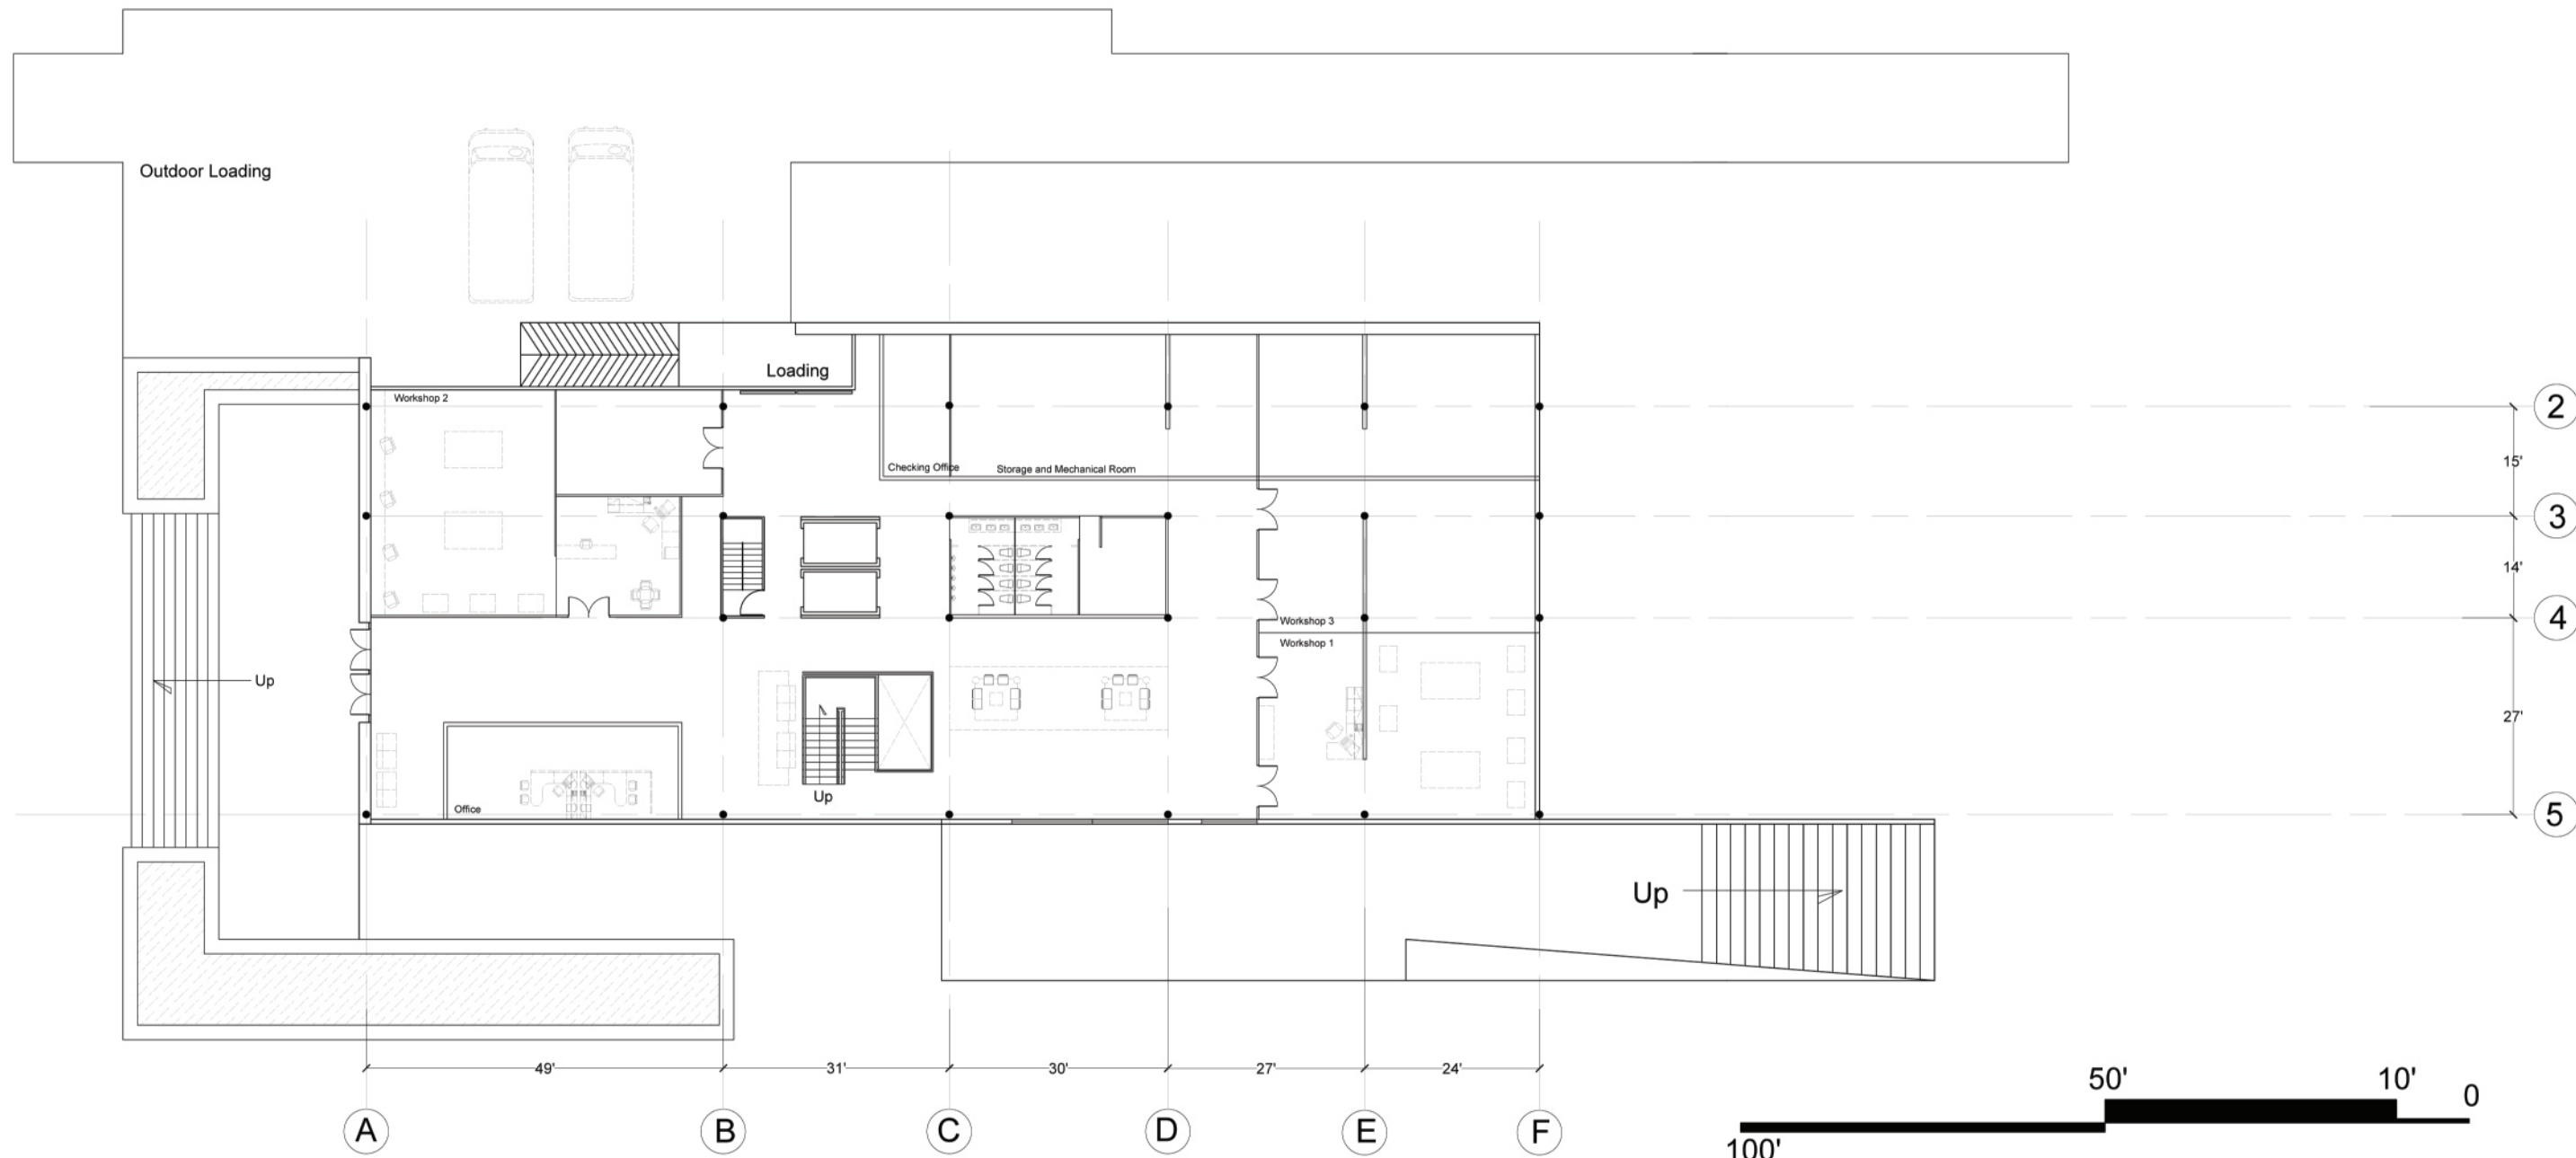 Outdoor Loading
Loading
Workshop 2
2
Checking Office
Storage and Mechanical Room
15'
3
14'
4
Workshop 3
Workshop 1
Up
27'
Up
Office
5
Up
49'
31'
30'
27'
24'
A
B
C
D
E
F
50'
10'
0
100'